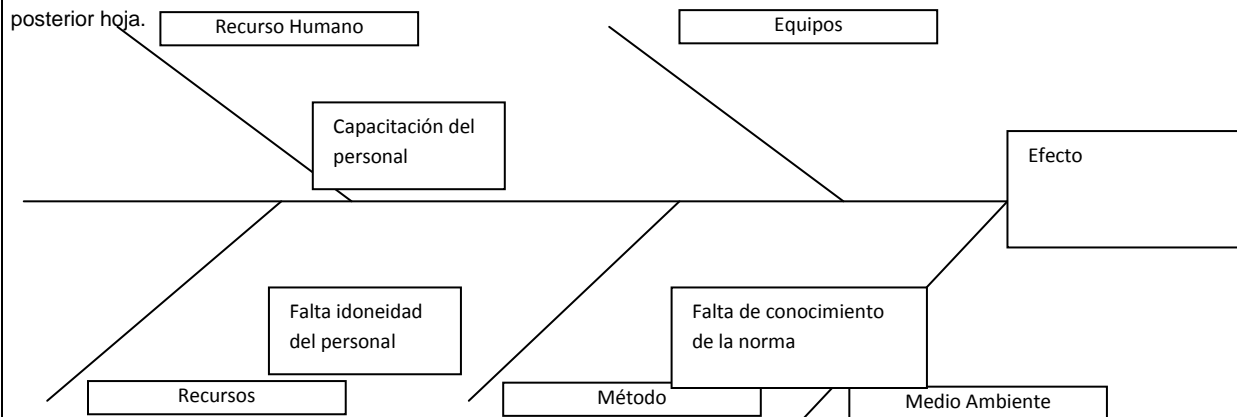 posterior hoja.
Recurso Humano
Equipos
Capacitación del
personal
Efecto
Falta idoneidad
del personal
Falta de conocimiento
de la norma
Recursos
Método
Medio Ambiente